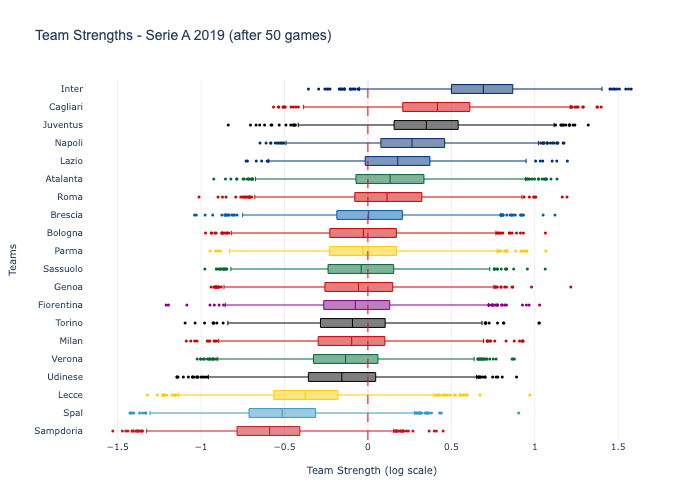 Team Strengths - Serie A 2019 (after 50 games)
Teams
Inter
Cagliari
Juventus
Napoli
Lazio
Atalanta
Roma
Brescia
Bologna
Parma
Sassuolo
Genoa
Fiorentina
Torino
Milan
Verona
Udinese
Lecce
Spal
Sampdoria
−1.5 −1 −0.5 0 0.5 1 1.5
Team Strength (log scale)